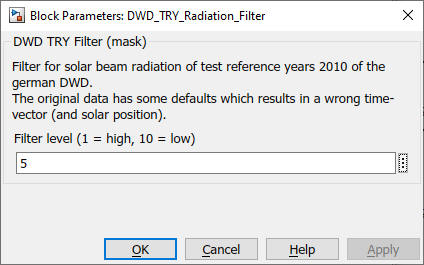 Block Parameters: DWD_TRY_Radiation_Filter
DWD TRY Filter (mask)
Filter for solar beam radiation of test reference years 2010 of the
german DWD.
The original data has some defaults which results in a wrong time-
vector (and solar position).
Filter level (1 = high, 10 = low)
5
OK Cancel Help Apply